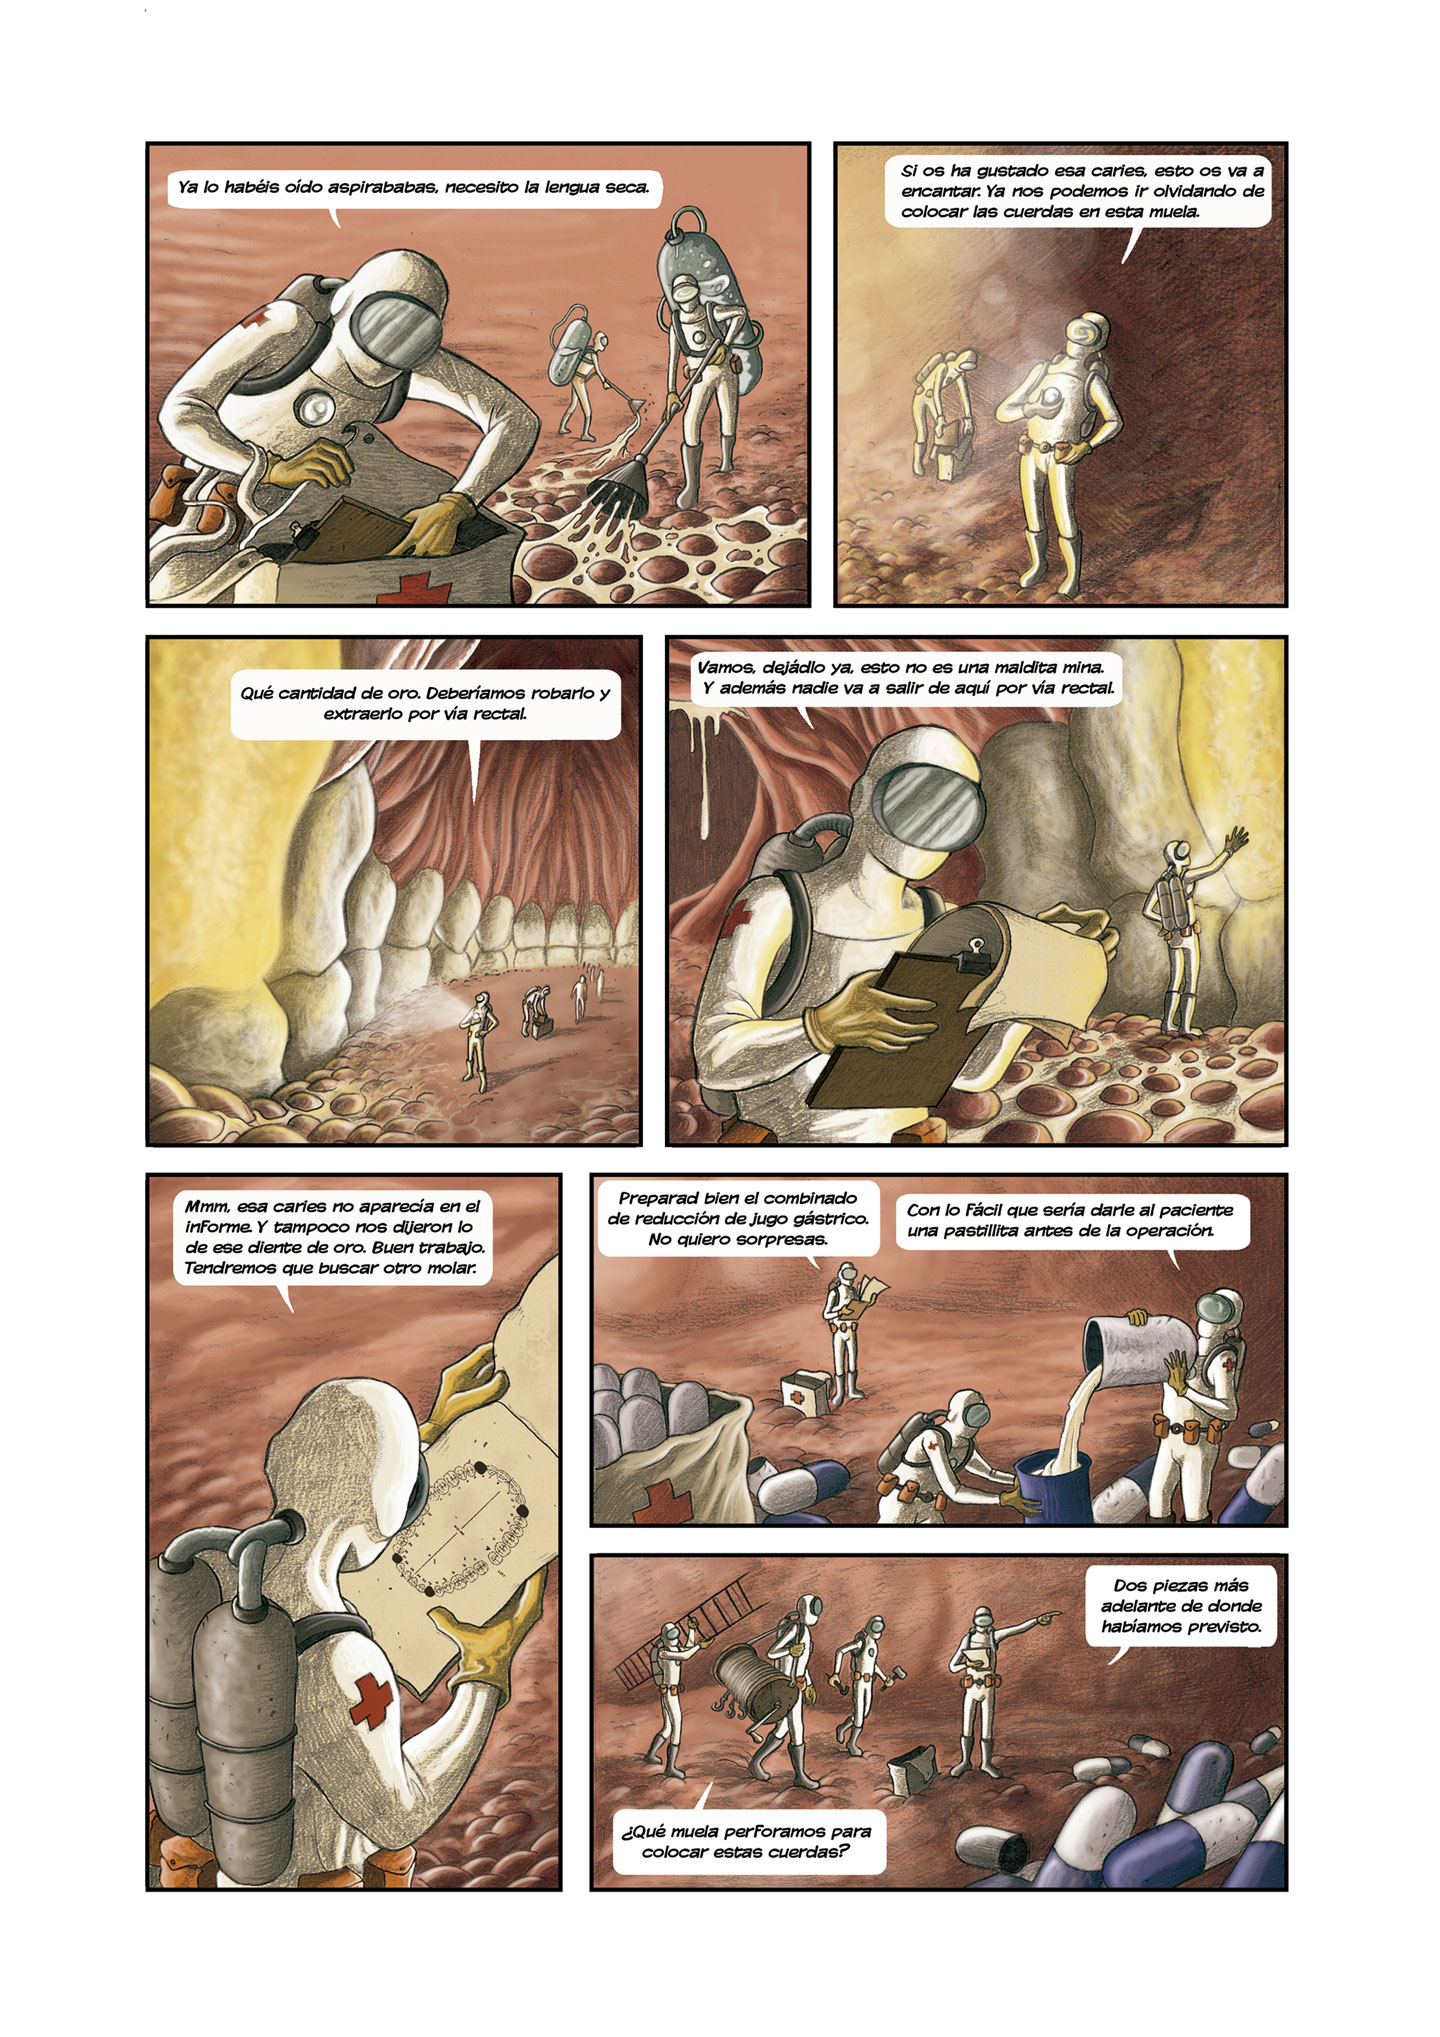 Ya lo habéis oído aspirababas, necesito la lengua seca.
Si os ha gustado esa caries, esto os va a
encantar. Ya nos podemos ir olvidando de
colocar las cuerdas en esta muela.
Qué cantidad de oro. Deberíamos robarlo y
extraerlo por vía rectal.
Vamos, dejádlo ya, esto no es una maldita mina.
Y además nadie va a salir de aquí por vía rectal.
Mmm, esa caries no aparecía en el
informe. Y tampoco nos dijeron lo
de ese diente de oro. Buen trabajo.
Tendremos que buscar otro molar.
Preparad bien el combinado
de reducción de jugo gástrico.
No quiero sorpresas.
Con lo fácil que sería darle al paciente
una pastillita antes de la operación.
¿Qué muela perforamos para
colocar estas cuerdas?
Dos piezas más
adelante de donde
habíamos previsto.